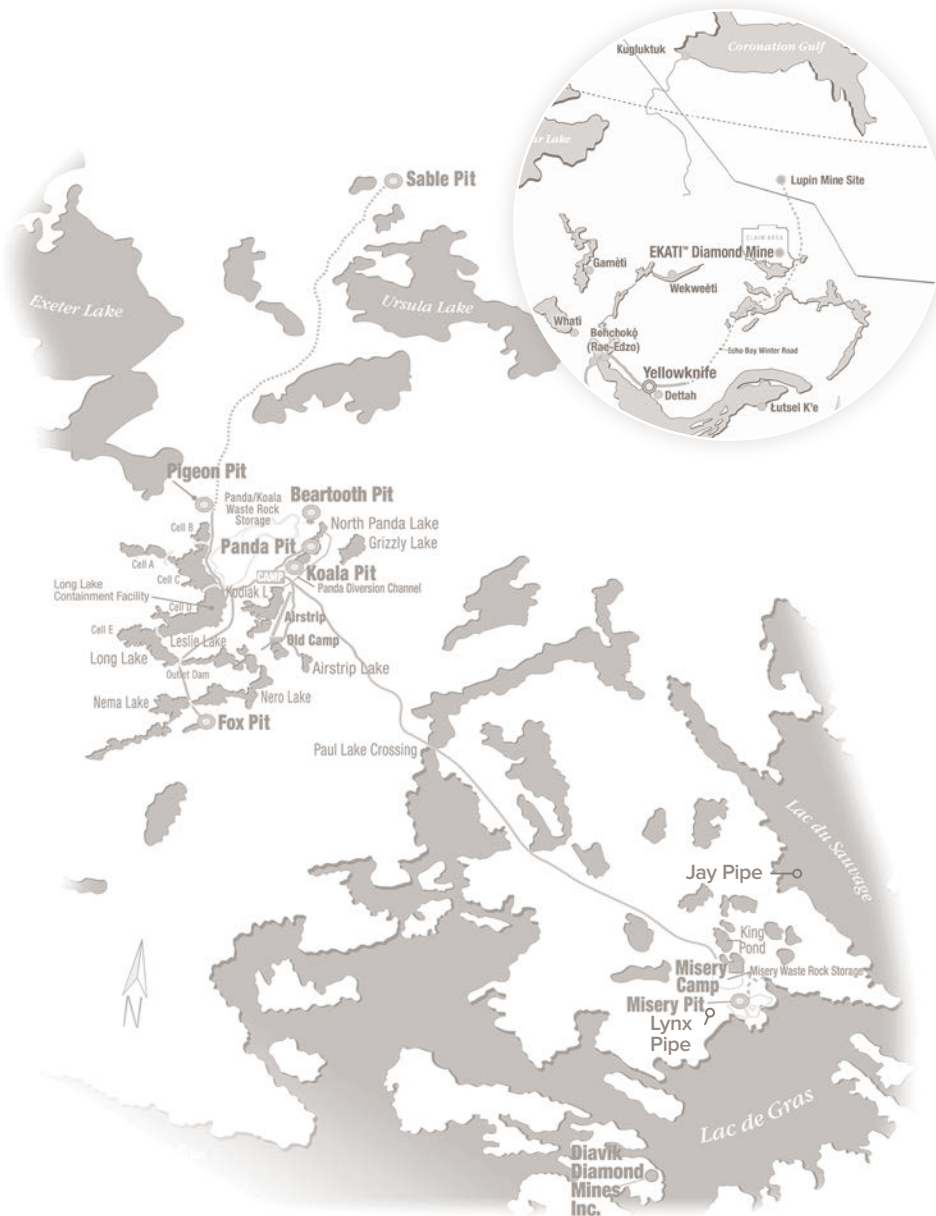 Kugluktuk
Coronation Gulf
ar Lake
Lupin Mine Site
CLAIM AREA
EKATI™ Diamond Mine
Gamèti
Wekweèti
Whatì
Behchokò
(Rae-Edzo)
Echo Bay Winter Road
Yellowknife
Dettah
Łutsel K'e
Sable Pit
Exeter Lake
Ursula Lake
Pigeon Pit
Panda/Koala
Waste Rock
Storage
Beartooth Pit
Cell B
North Panda Lake
Panda Pit
Grizzly Lake
Cell A
Cell C
CAMP
Koala Pit
Panda Diversion Channel
Long Lake
Containment Facility
Kodiak L
Cell D
Airstrip
Cell E
Leslie Lake
Old Camp
Long Lake
Outlet Dam
Airstrip Lake
Nema Lake
Nero Lake
Fox Pit
Paul Lake Crossing
Lac du Sauvage
Jay Pipe
King
Pond
Misery
Camp
Misery Waste Rock Storage
Misery Pit
Lynx
Pipe
N
Lac de Gras
Diavik
Diamond
Mines
Inc.